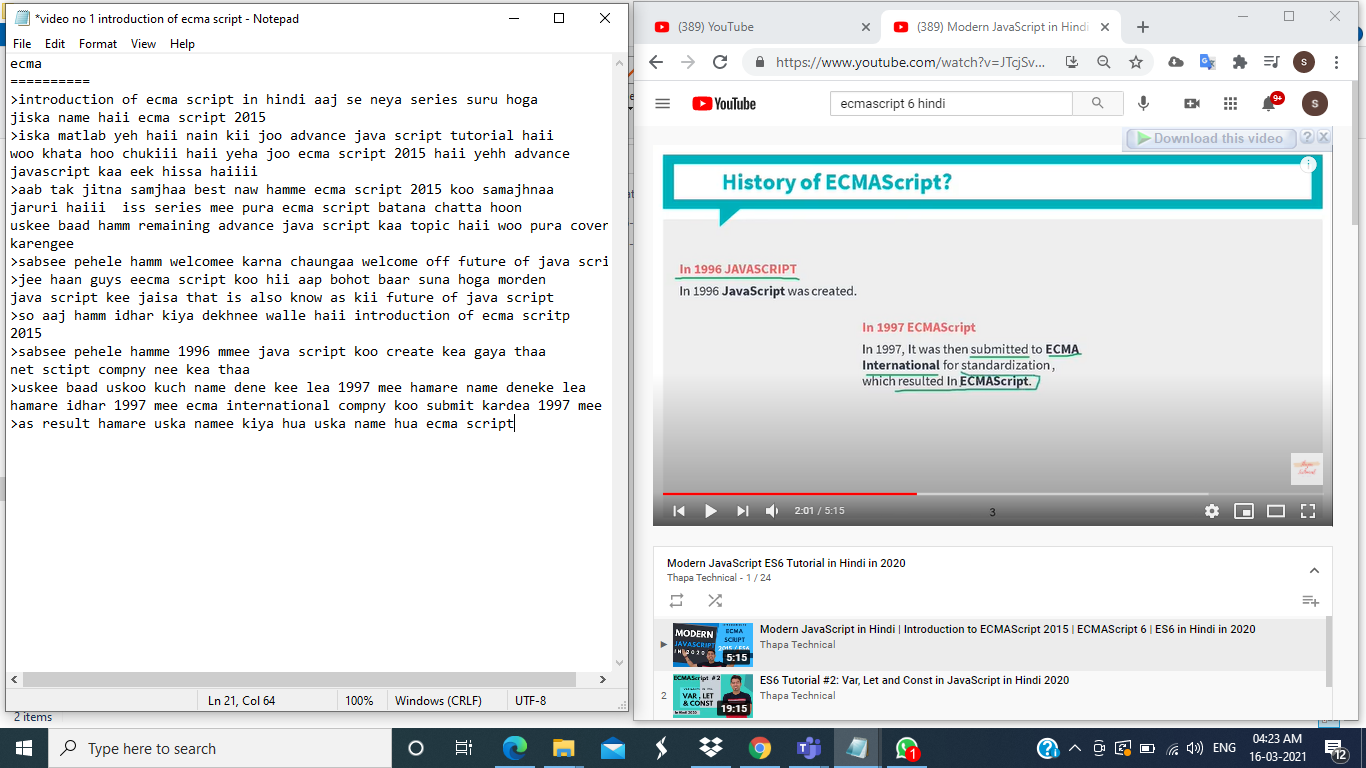 *video no 1 introduction of ecma script - Notepad
File Edit Format View Help
ecma
==========
>introduction of ecma script in hindi aaj se neya series suru hoga
jiska name haii ecma script 2015
>iska matlab yeh haii nain kii joo advance java script tutorial haii
woo khata hoo chukiii haii yeha joo ecma script 2015 haii yehh advance
javascript kaa eek hissa haiiii
>aab tak jitna samjhaa best naw hamme ecma script 2015 koo samajhnaa
jaruri haiii  iss series mee pura ecma script batana chatta hoon
uskee baad hamm remaining advance java script kaa topic haii woo pura cover
karengee
>sabsee pehele hamm welcomee karna chaungaa welcome off future of java scri
>jee haan guys eecma script koo hii aap bohot baar suna hoga morden
java script kee jaisa that is also know as kii future of java script
>so aaj hamm idhar kiya dekhnee walle haii introduction of ecma scritp
2015
>sabsee pehele hamme 1996 mmee java script koo create kea gaya thaa
net sctipt compny nee kea thaa
>uskee baad uskoo kuch name dene kee lea 1997 mee hamare name deneke lea
hamare idhar 1997 mee ecma international compny koo submit kardea 1997 mee
>as result hamare uska namee kiya hua uska name hua ecma script
Ln 21, Col 64 100% Windows (CRLF) UTF-8
2 items
(389) YouTube
(389) Modern JavaScript in Hindi
https://www.youtube.com/watch?v=JTcjSv...
S
YouTube
ecmascript 6 hindi
9+
S
Download this video ? X
History of ECMAScript?
In 1996 JAVASCRIPT
In 1996 JavaScript was created.
In 1997 ECMAScript
In 1997, It was then submitted to ECMA
International for standardization,
which resulted in ECMAScript.
2:01 / 5:15
3
Modern JavaScript ES6 Tutorial in Hindi in 2020
Thapa Technical - 1 / 24
MODERN
JAVASCRIPT
ECMA
SCRIPT
5:15
Modern JavaScript in Hindi | Introduction to ECMAScript 2015 | ECMAScript 6 | ES6 in Hindi in 2020
Thapa Technical
2
ECMAScript #2
VAR, LET
& CONST
19:15
ES6 Tutorial #2: Var, Let and Const in JavaScript in Hindi 2020
Thapa Technical
Type here to search
1
ENG
04:23 AM
16-03-2021
12